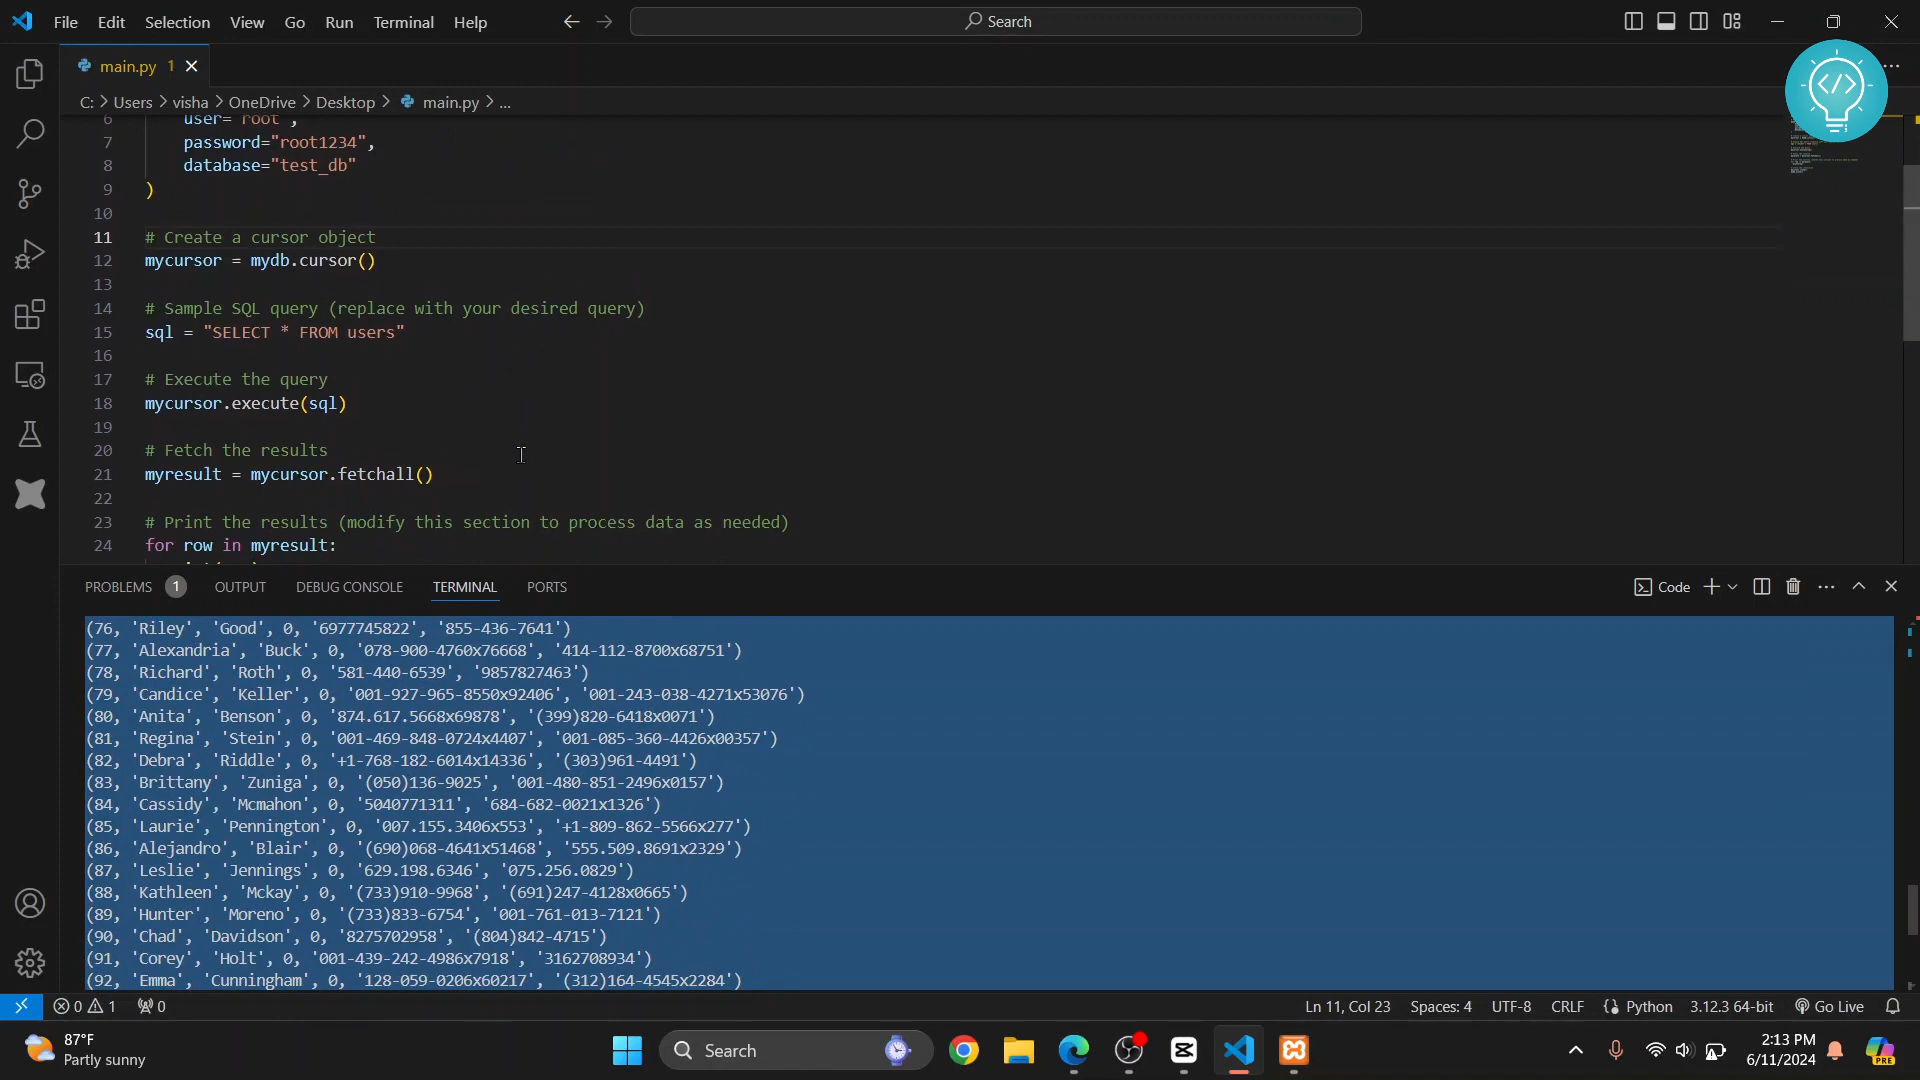 File Edit Selection View Go Run Terminal Help Search
main.py 1
C: > Users > visha > OneDrive > Desktop > main.py > ...
6 user="root",
7 password="root1234",
8 database="test_db"
9 )
10
11 # Create a cursor object
12 mycursor = mydb.cursor()
13
14 # Sample SQL query (replace with your desired query)
15 sql = "SELECT * FROM users"
16
17 # Execute the query
18 mycursor.execute(sql)
19
20 # Fetch the results
21 myresult = mycursor.fetchall()
22
23 # Print the results (modify this section to process data as needed)
24 for row in myresult:
PROBLEMS 1 OUTPUT DEBUG CONSOLE TERMINAL PORTS Code
(76, 'Riley', 'Good', 0, '6977745822', '855-436-7641')
(77, 'Alexandria', 'Buck', 0, '078-900-4760x76668', '414-112-8700x68751')
(78, 'Richard', 'Roth', 0, '581-440-6539', '9857827463')
(79, 'Candice', 'Keller', 0, '001-927-965-8550x92406', '001-243-038-4271x53076')
(80, 'Anita', 'Benson', 0, '874.617.5668x69878', '(399)820-6418x0071')
(81, 'Regina', 'Stein', 0, '001-469-848-0724x4407', '001-085-360-4426x00357')
(82, 'Debra', 'Riddle', 0, '+1-768-182-6014x14336', '(303)961-4491')
(83, 'Brittany', 'Zuniga', 0, '(050)136-9025', '001-480-851-2496x0157')
(84, 'Cassidy', 'Mcmahon', 0, '5040771311', '684-682-0021x1326')
(85, 'Laurie', 'Pennington', 0, '007.155.3406x553', '+1-809-862-5566x277')
(86, 'Alejandro', 'Blair', 0, '(690)068-4641x51468', '555.509.8691x2329')
(87, 'Leslie', 'Jennings', 0, '629.198.6346', '075.256.0829')
(88, 'Kathleen', 'Mckay', 0, '(733)910-9968', '(691)247-4128x0665')
(89, 'Hunter', 'Moreno', 0, '(733)833-6754', '001-761-013-7121')
(90, 'Chad', 'Davidson', 0, '8275702958', '(804)842-4715')
(91, 'Corey', 'Holt', 0, '001-439-242-4986x7918', '3162708934')
(92, 'Emma', 'Cunningham', 0, '128-059-0206x60217', '(312)164-4545x2284')
0 1 0 Ln 11, Col 23 Spaces: 4 UTF-8 CRLF Python 3.12.3 64-bit Go Live
87°F
Partly sunny
Search
2:13 PM
6/11/2024
PRE